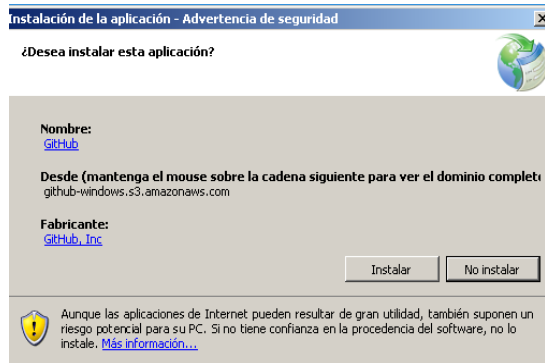 Instalación de la aplicación - Advertencia de seguridad
¿Desea instalar esta aplicación?
Nombre:
GitHub
Desde (mantenga el mouse sobre la cadena siguiente para ver el dominio complet
github-windows.s3.amazonaws.com
Fabricante:
GitHub, Inc
Instalar
No instalar
Aunque las aplicaciones de Internet pueden resultar de gran utilidad, también suponen un
riesgo potencial para su PC. Si no tiene confianza en la procedencia del software, no lo
instale. Más información...